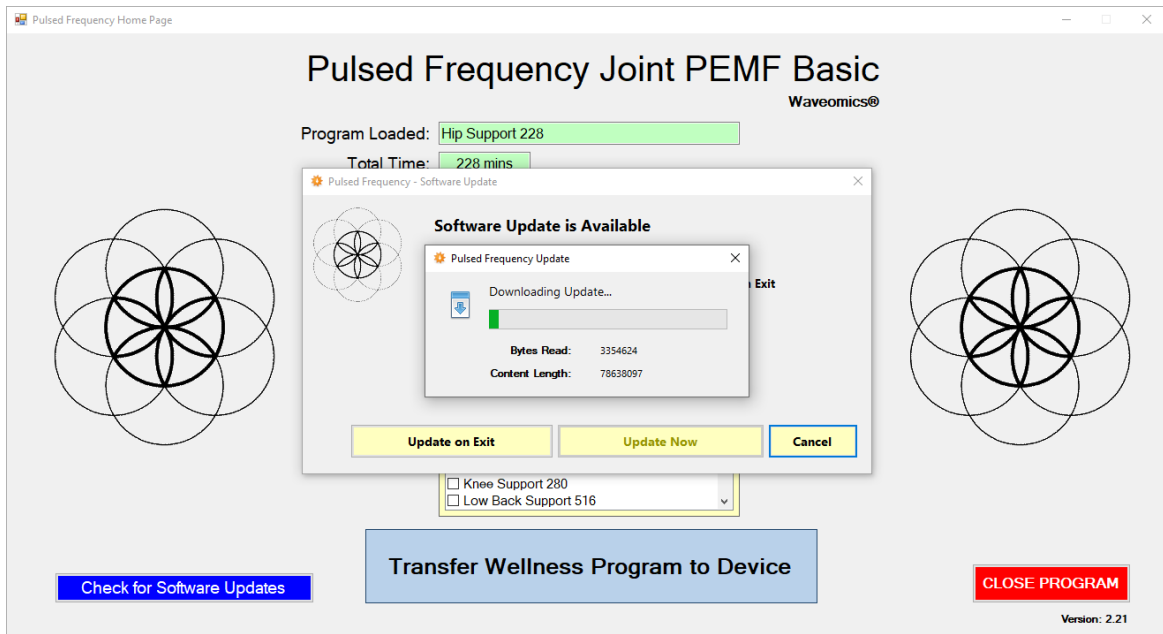 Pulsed Frequency Home Page
Pulsed Frequency Joint PEMF Basic
Waveomics®
Program Loaded: Hip Support 228
Total Time: 228 mins
Pulsed Frequency - Software Update
Software Update is Available
Pulsed Frequency Update
Exit
Downloading Update...
Bytes Read: 3354624
Content Length: 78638097
Update on Exit Update Now Cancel
Knee Support 280
Low Back Support 516
Transfer Wellness Program to Device
Check for Software Updates
CLOSE PROGRAM
Version: 2.21